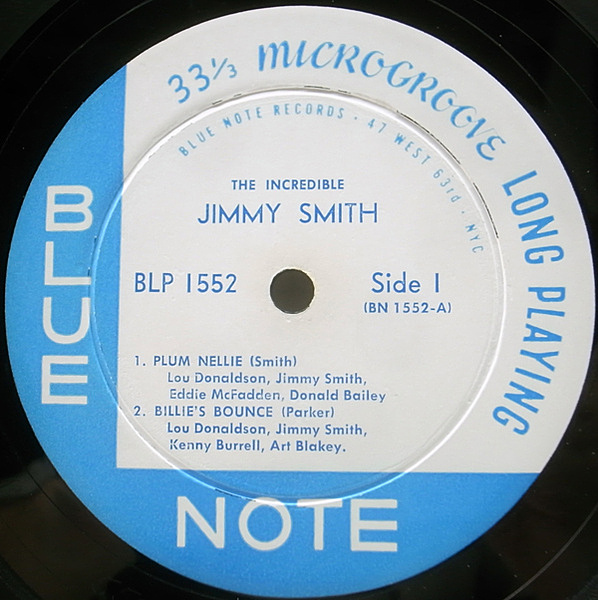 33⅓ MICROGROOVE LONG PLAYING
BLUE NOTE RECORDS · 47 WEST 63rd · NYC
THE INCREDIBLE
JIMMY SMITH
BLP 1552
Side 1
(BN 1552-A)
1. PLUM NELLIE (Smith)
Lou Donaldson, Jimmy Smith,
Eddie McFadden, Donald Bailey
2. BILLIE'S BOUNCE (Parker)
Lou Donaldson, Jimmy Smith,
Kenny Burrell, Art Blakey.
BLUE
NOTE